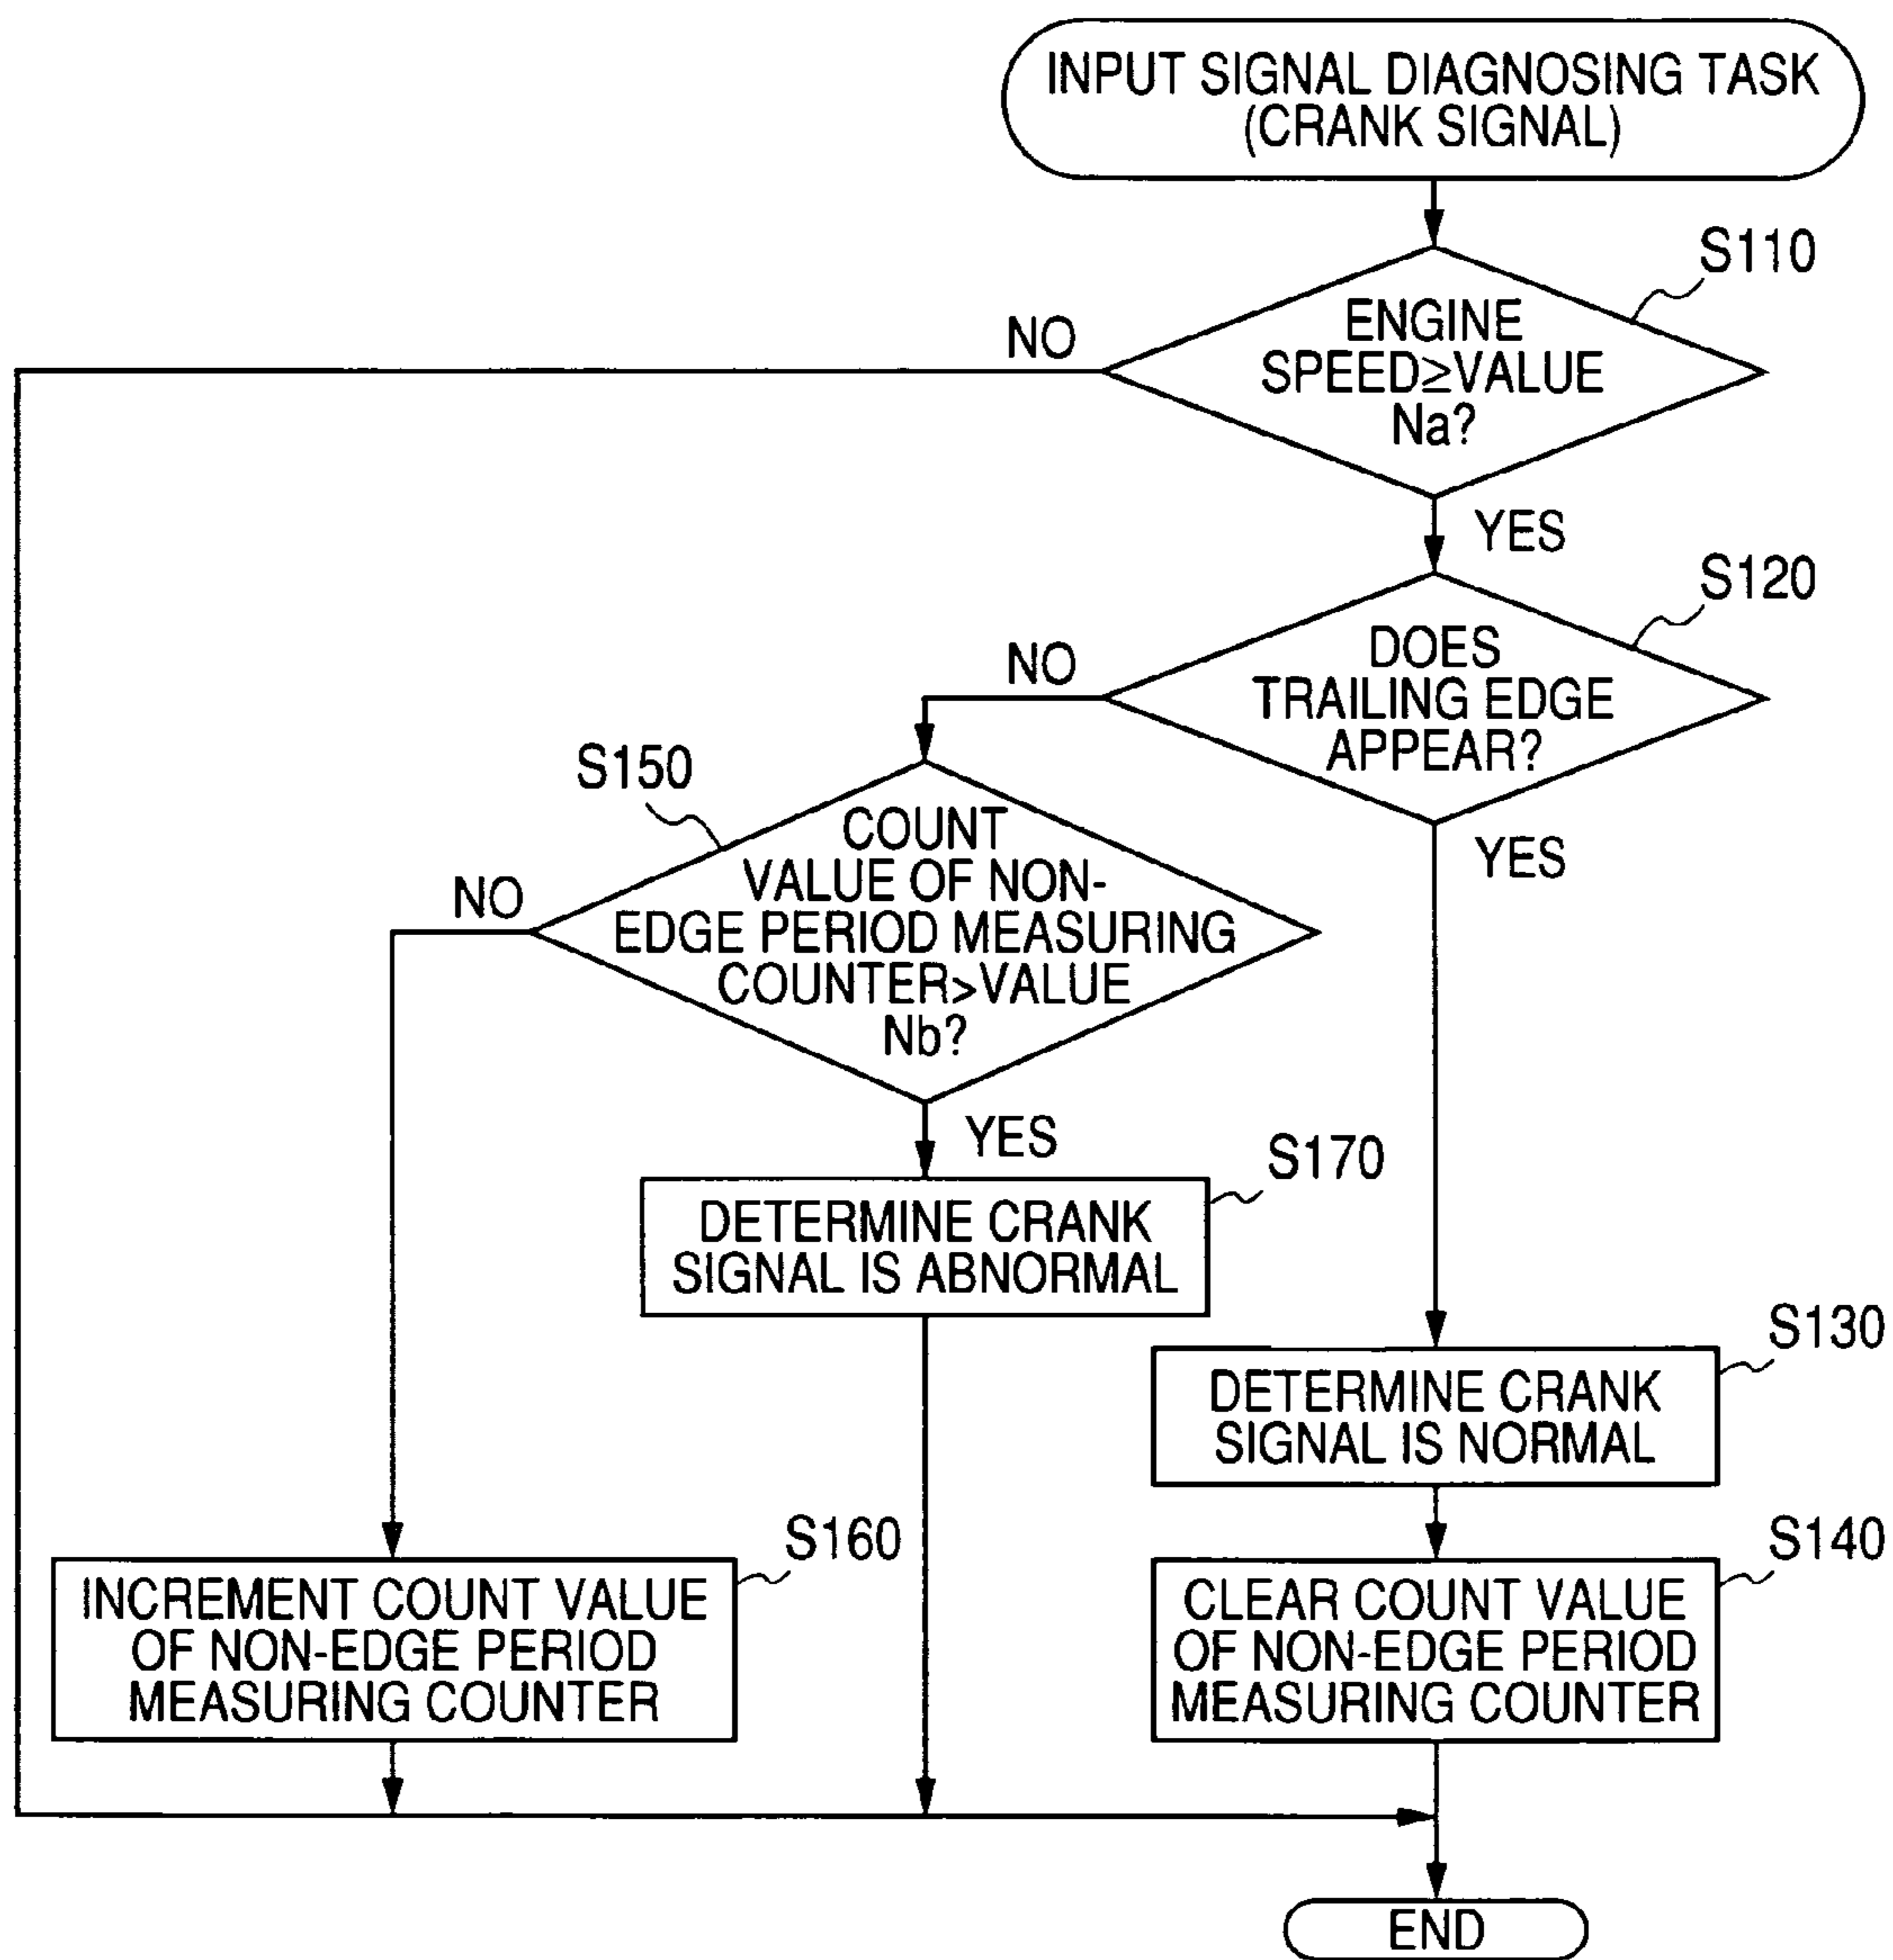 INPUT SIGNAL DIAGNOSING TASK
(CRANK SIGNAL)
S110
ENGINE
SPEED≥VALUE
Na?
NO
YES
S120
DOES
TRAILING EDGE
APPEAR?
NO
YES
S150
COUNT
VALUE OF NON-
EDGE PERIOD MEASURING
COUNTER>VALUE
Nb?
NO
YES
S170
DETERMINE CRANK
SIGNAL IS ABNORMAL
S130
DETERMINE CRANK
SIGNAL IS NORMAL
S160
INCREMENT COUNT VALUE
OF NON-EDGE PERIOD
MEASURING COUNTER
S140
CLEAR COUNT VALUE
OF NON-EDGE PERIOD
MEASURING COUNTER
END